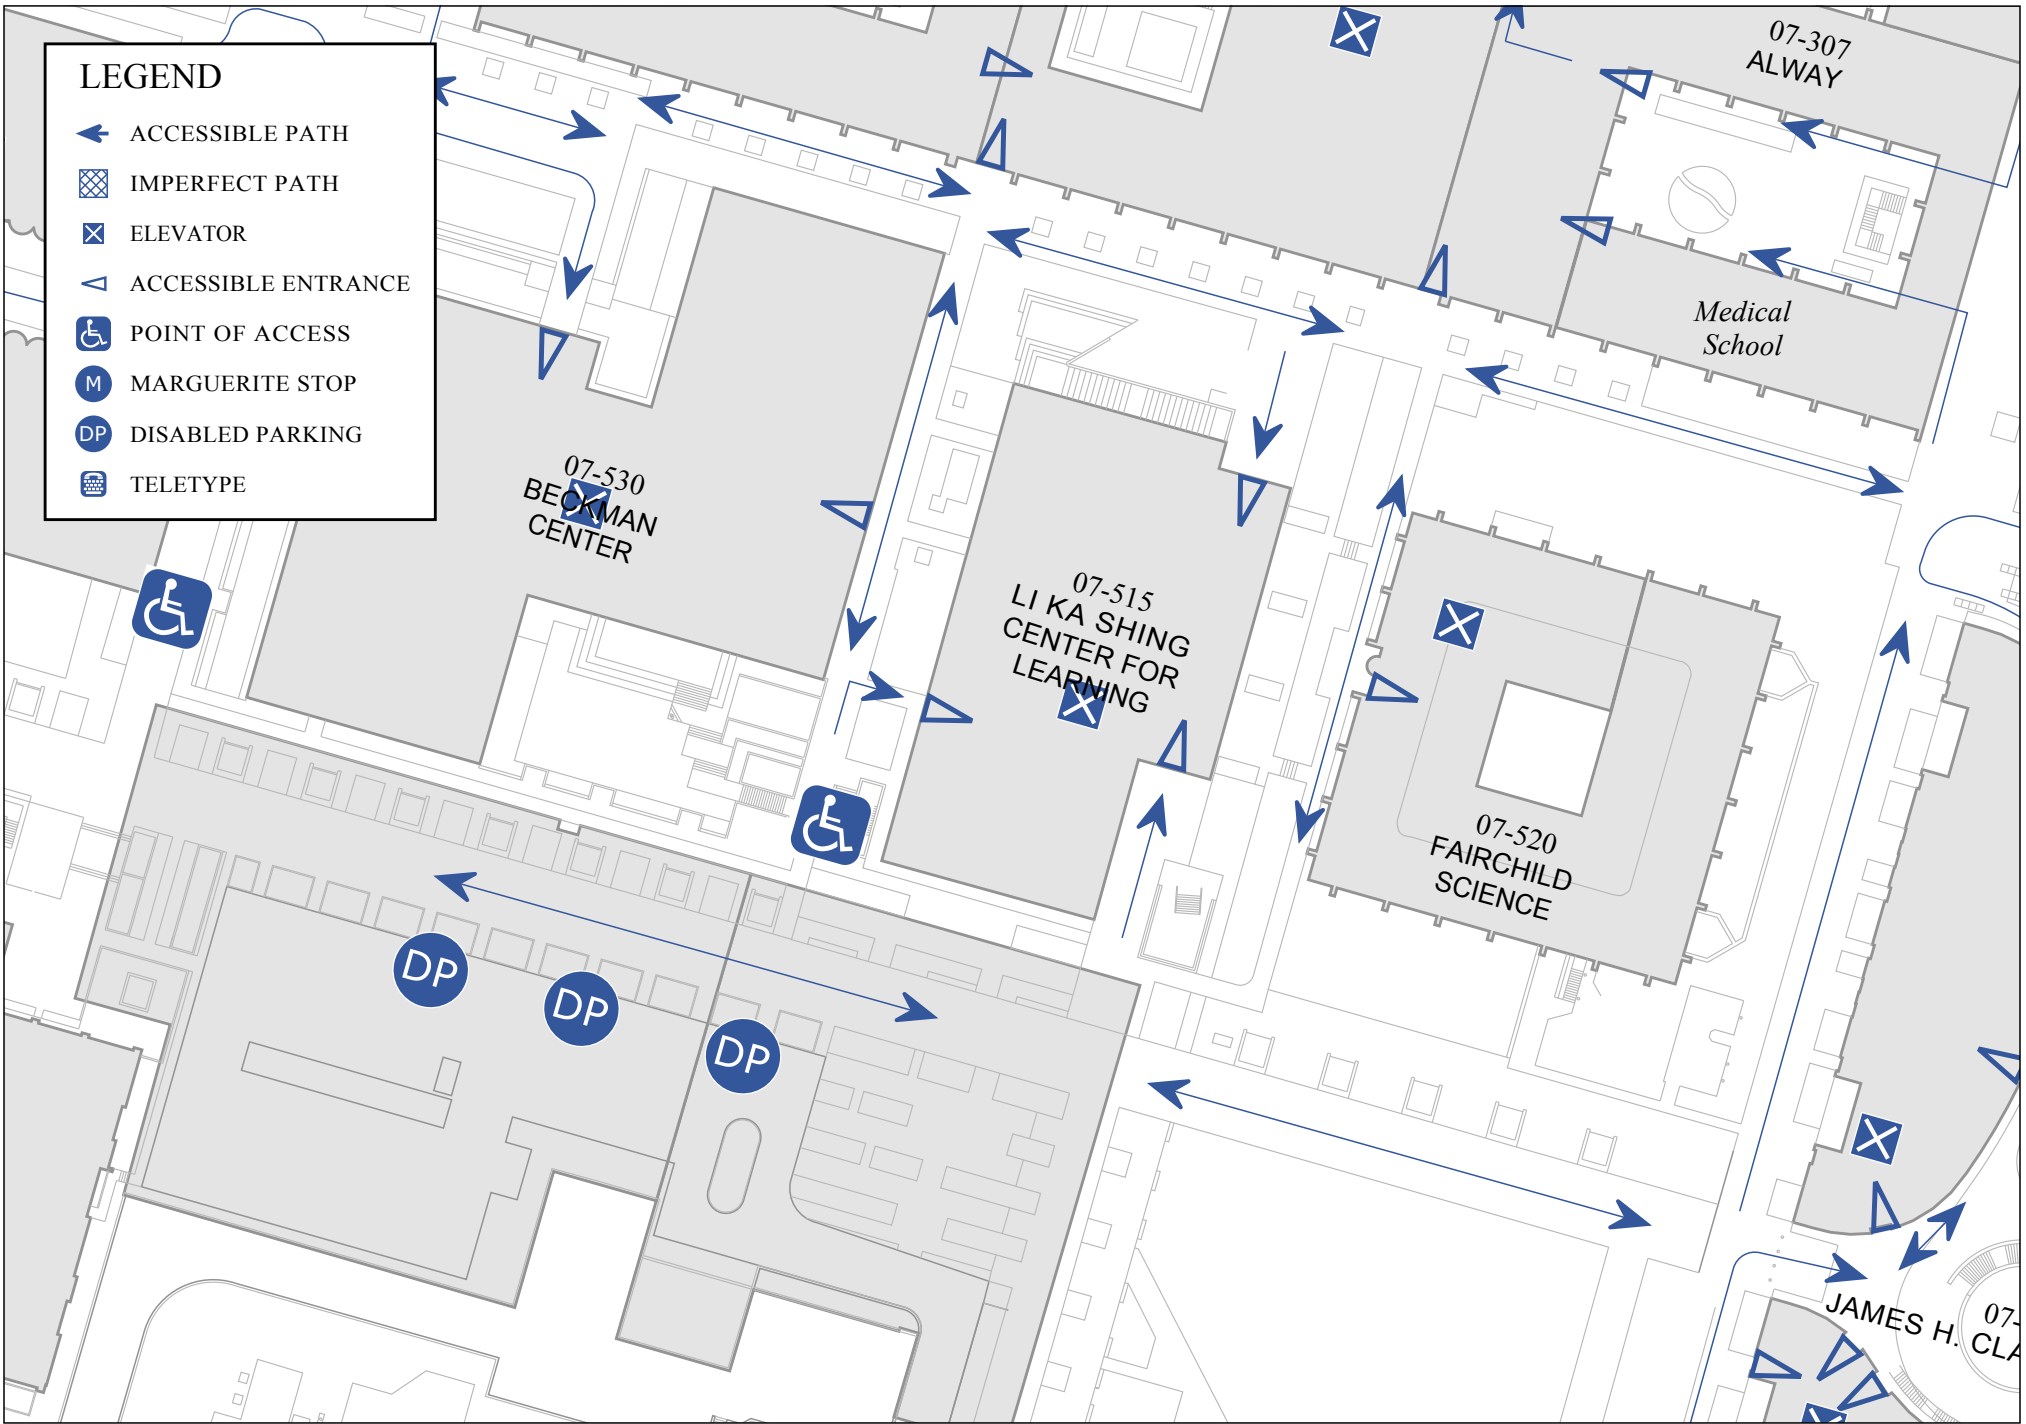 LEGEND
ACCESSIBLE PATH
IMPERFECT PATH
ELEVATOR
ACCESSIBLE ENTRANCE
POINT OF ACCESS
M MARGUERITE STOP
DP DISABLED PARKING
TELETYPE
07-307
ALWAY
Medical
School
07-530
BECKMAN
CENTER
07-515
LI KA SHING
CENTER FOR
LEARNING
07-520
FAIRCHILD
SCIENCE
DP
DP
DP
07-
JAMES H. CLA